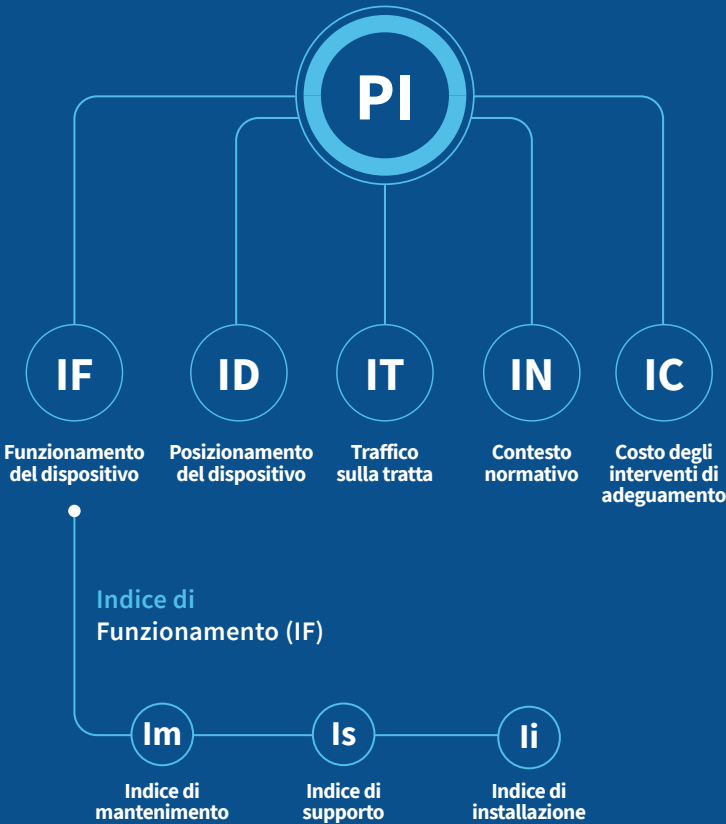 PI
IF
ID
IT
IN
IC
Funzionamento
del dispositivo
Posizionamento
del dispositivo
Traffico
sulla tratta
Contesto
normativo
Costo degli
interventi di
adeguamento
Indice di
Funzionamento (IF)
Im
Is
Ii
Indice di
mantenimento
Indice di
supporto
Indice di
installazione